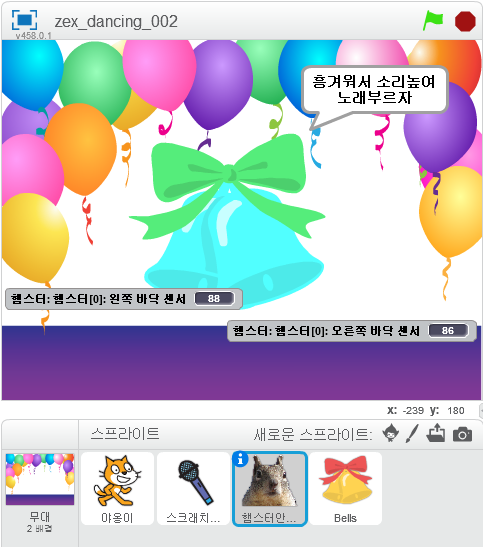 zex_dancing_002
v458.0.1
흥겨워서 소리높여
노래부르자
햄스터: 햄스터[0]: 왼쪽 바닥 센서 88
햄스터: 햄스터[0]: 오른쪽 바닥 센서 86
x: -239 y: 180
스프라이트 새로운 스프라이트:
무대
2 배경
야옹이
스크래치...
햄스터안...
Bells